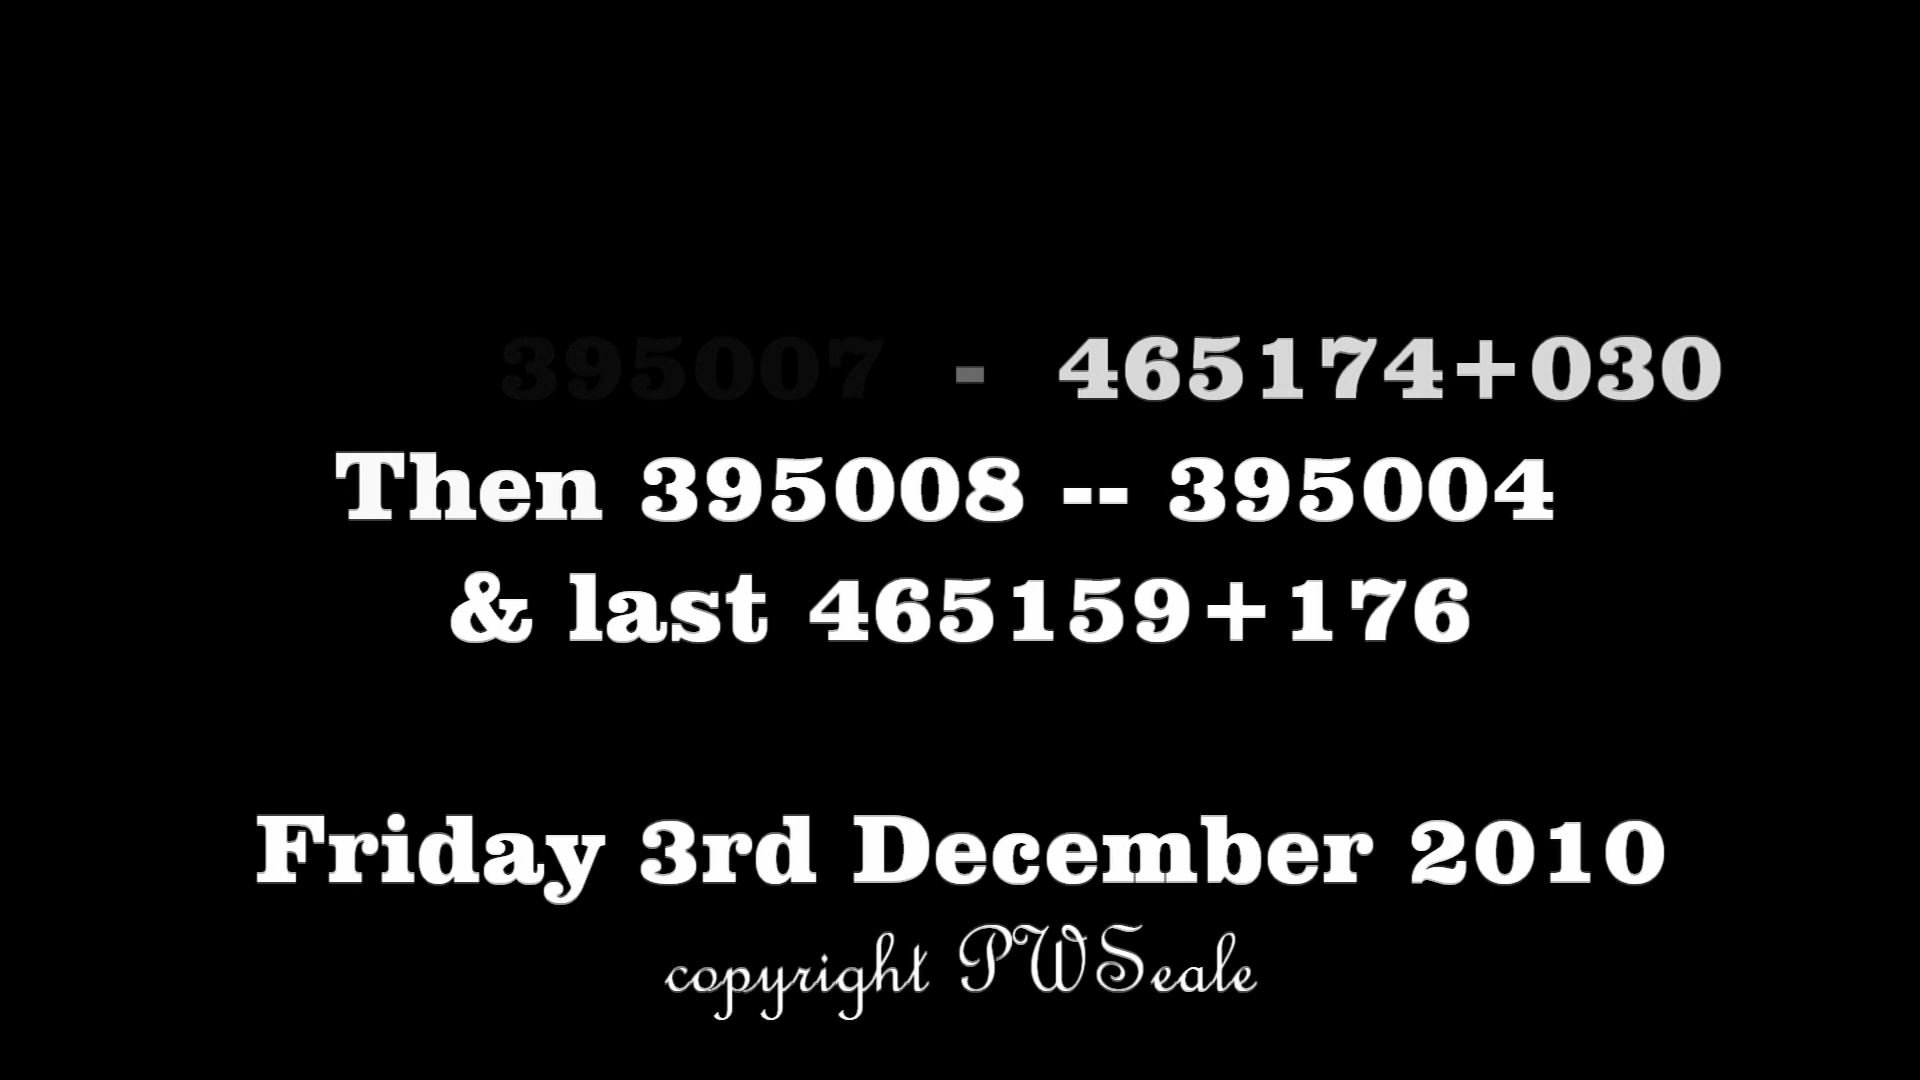 395007 - 465174+030
Then 395008 -- 395004
& last 465159+176
Friday 3rd December 2010
copyright PWSeale